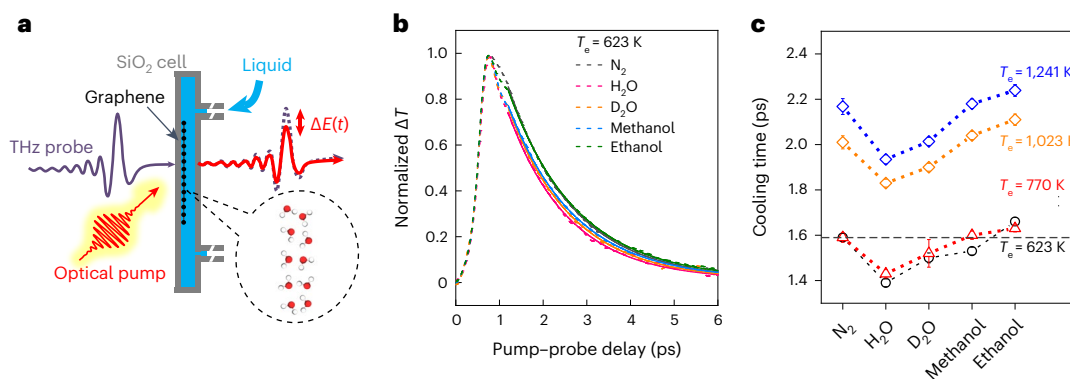 a
SiO2 cell
Liquid
Graphene
ΔE(t)
THz probe
Optical pump
b
Te = 623 K
N2
H2O
D2O
Methanol
Ethanol
Normalized ΔT
1.0
0.8
0.6
0.4
0.2
0
0 1 2 3 4 5 6
Pump–probe delay (ps)
c
Cooling time (ps)
2.4
2.2
2.0
1.8
1.6
1.4
Te = 1,241 K
Te = 1,023 K
Te = 770 K
Te = 623 K
N2
H2O
D2O
Methanol
Ethanol